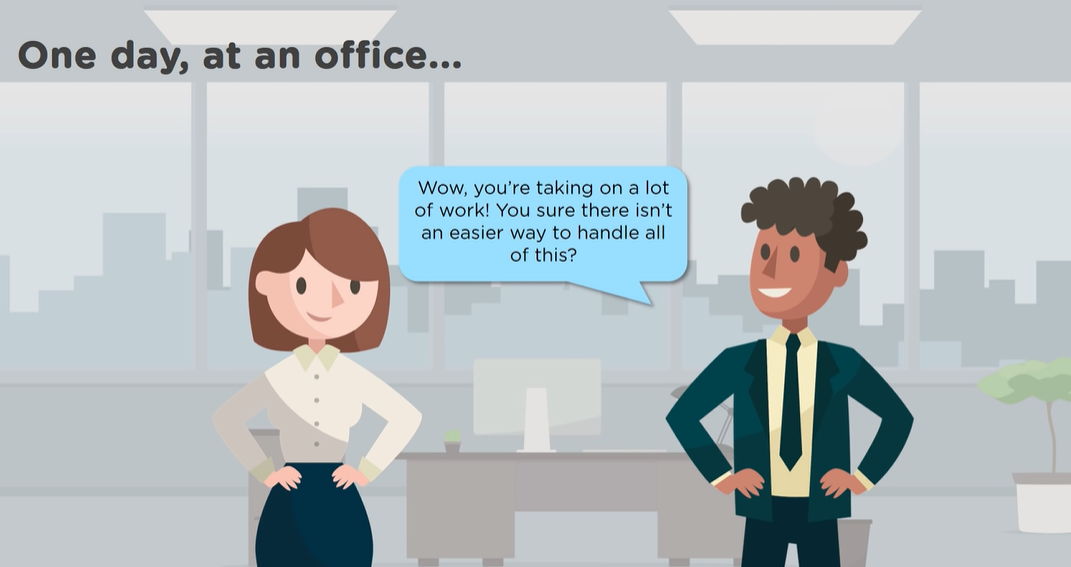 One day, at an office...
Wow, you’re taking on a lot
of work! You sure there isn’t
an easier way to handle all
of this?